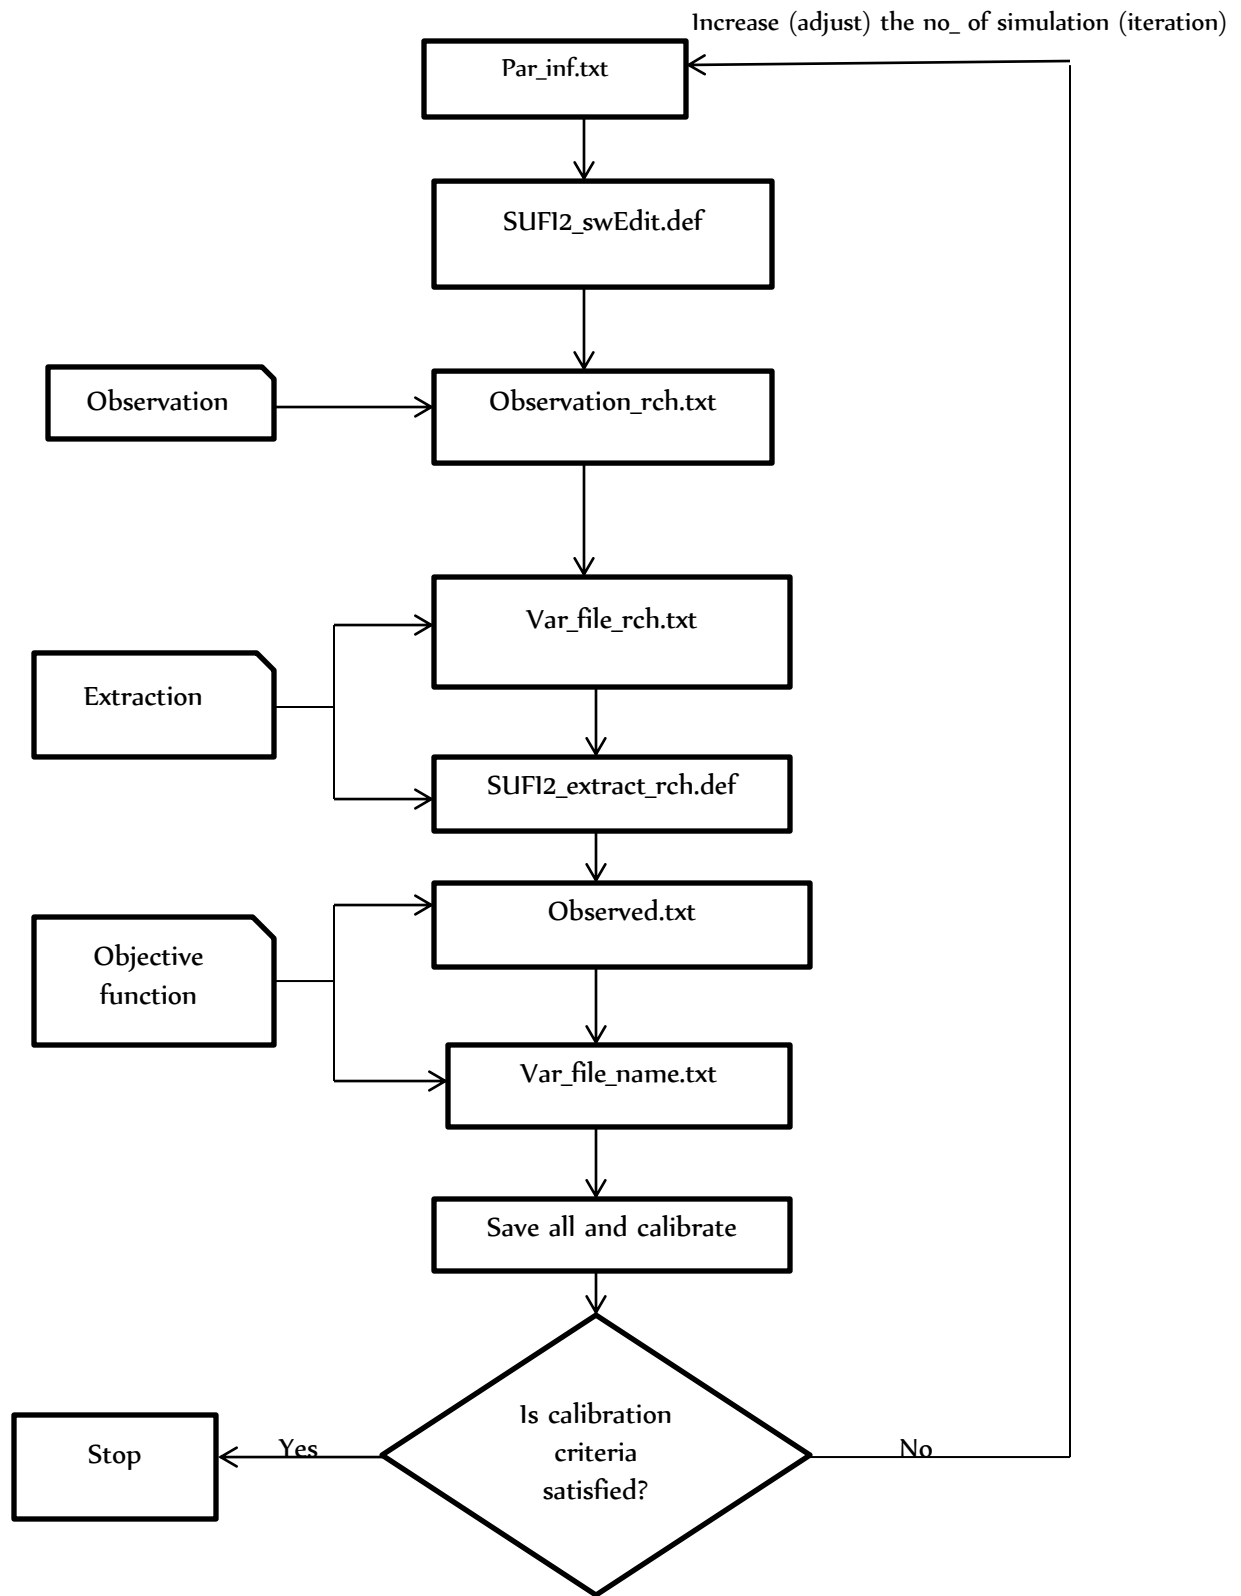 Increase (adjust) the no_ of simulation (iteration)
Par_inf.txt
SUFI2_swEdit.def
Observation
Observation_rch.txt
Var_file_rch.txt
Extraction
SUFI2_extract_rch.def
Observed.txt
Objective
function
Var_file_name.txt
Save all and calibrate
Is calibration
criteria
satisfied?
Stop
Yes
No